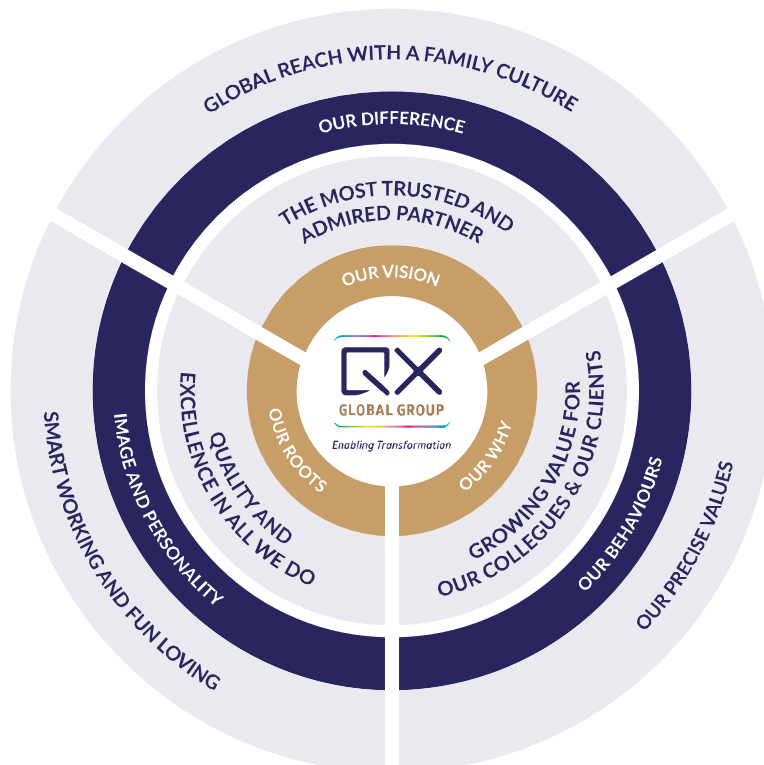 GLOBAL REACH WITH A FAMILY CULTURE
OUR DIFFERENCE
THE MOST TRUSTED AND
ADMIRED PARTNER
OUR VISION
QX
GLOBAL GROUP
Enabling Transformation
OUR ROOTS
QUALITY AND
EXCELLENCE IN ALL WE DO
IMAGE AND PERSONALITY
SMART WORKING AND FUN LOVING
OUR WHY
GROWING VALUE FOR
OUR COLLEGUES & OUR CLIENTS
OUR BEHAVIOURS
OUR PRECISE VALUES